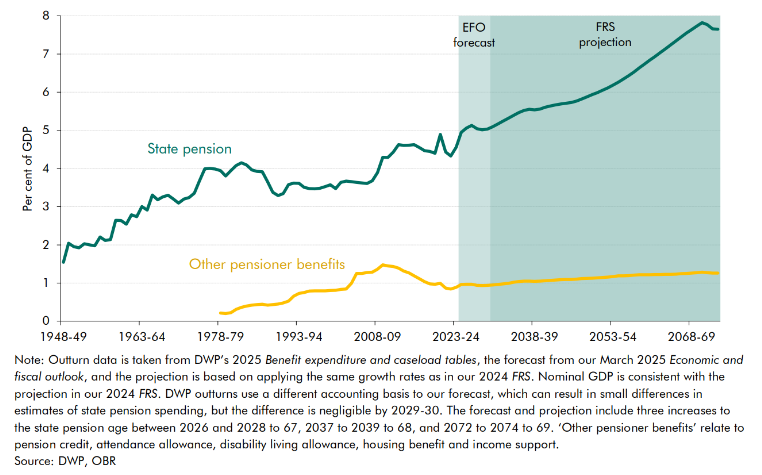 8
7
6
5
4
3
2
1
0
Per cent of GDP
EFO
forecast
FRS
projection
State pension
Other pensioner benefits
1948-49 1963-64 1978-79 1993-94 2008-09 2023-24 2038-39 2053-54 2068-69
Note: Outturn data is taken from DWP's 2025 Benefit expenditure and caseload tables, the forecast from our March 2025 Economic and
fiscal outlook, and the projection is based on applying the same growth rates as in our 2024 FRS. Nominal GDP is consistent with the
projection in our 2024 FRS. DWP outturns use a different accounting basis to our forecast, which can result in small differences in
estimates of state pension spending, but the difference is negligible by 2029-30. The forecast and projection include three increases to
the state pension age between 2026 and 2028 to 67, 2037 to 2039 to 68, and 2072 to 2074 to 69. 'Other pensioner benefits' relate to
pension credit, attendance allowance, disability living allowance, housing benefit and income support.
Source: DWP, OBR